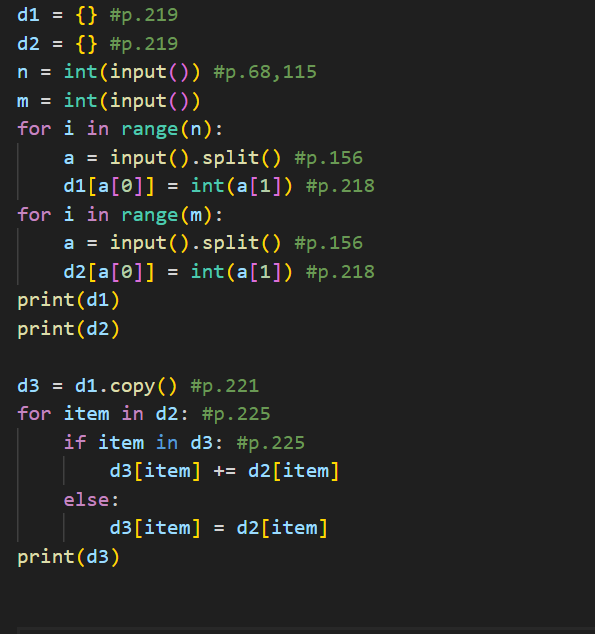 d1 = {} #p.219
d2 = {} #p.219
n = int(input()) #p.68,115
m = int(input())
for i in range(n):
    a = input().split() #p.156
    d1[a[0]] = int(a[1]) #p.218
for i in range(m):
    a = input().split() #p.156
    d2[a[0]] = int(a[1]) #p.218
print(d1)
print(d2)

d3 = d1.copy() #p.221
for item in d2: #p.225
    if item in d3: #p.225
        d3[item] += d2[item]
    else:
        d3[item] = d2[item]
print(d3)